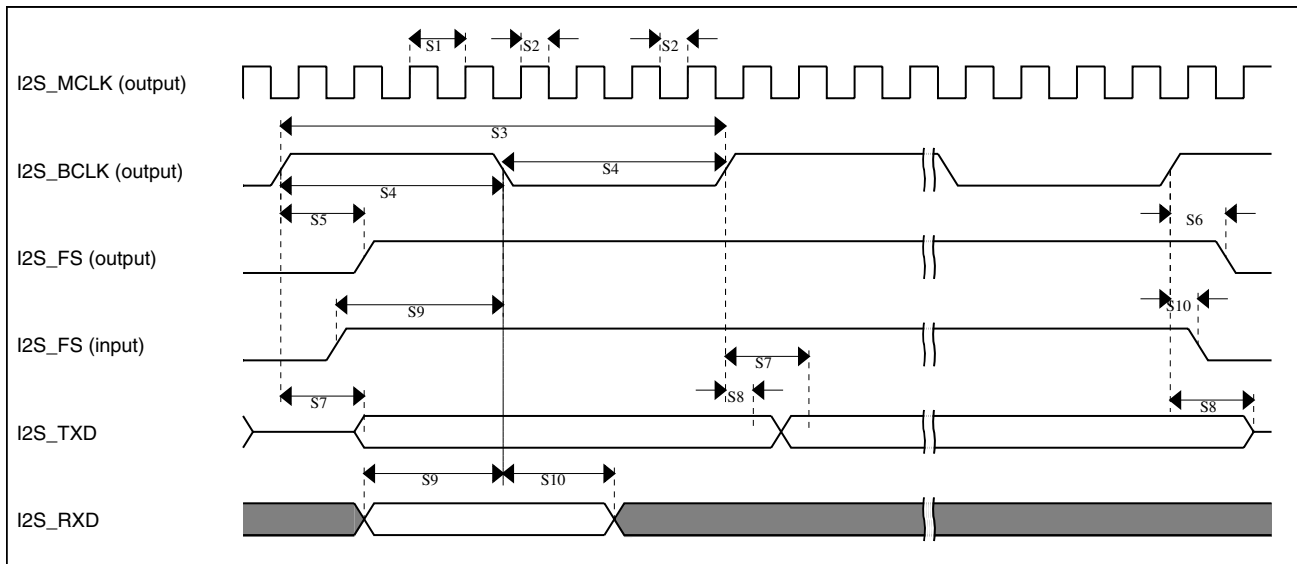 S1 S2 S2
I2S_MCLK (output)
S3
I2S_BCLK (output)
S4
S4
S5 S6
I2S_FS (output)
S9 S10
I2S_FS (input)
S7
S7 S8 S8
I2S_TXD
S9 S10
I2S_RXD